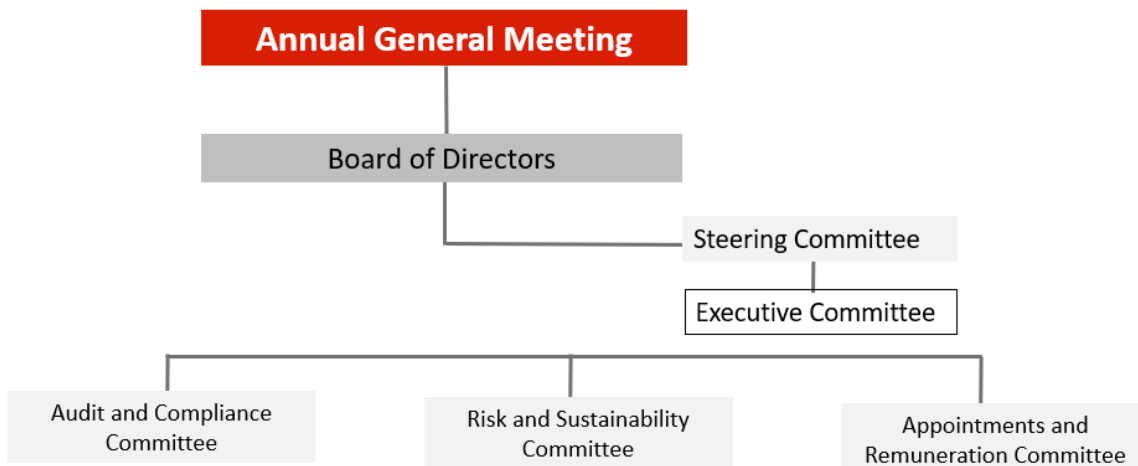 Annual General Meeting
Board of Directors
Steering Committee
Executive Committee
Audit and Compliance
Committee
Risk and Sustainability
Committee
Appointments and
Remuneration Committee